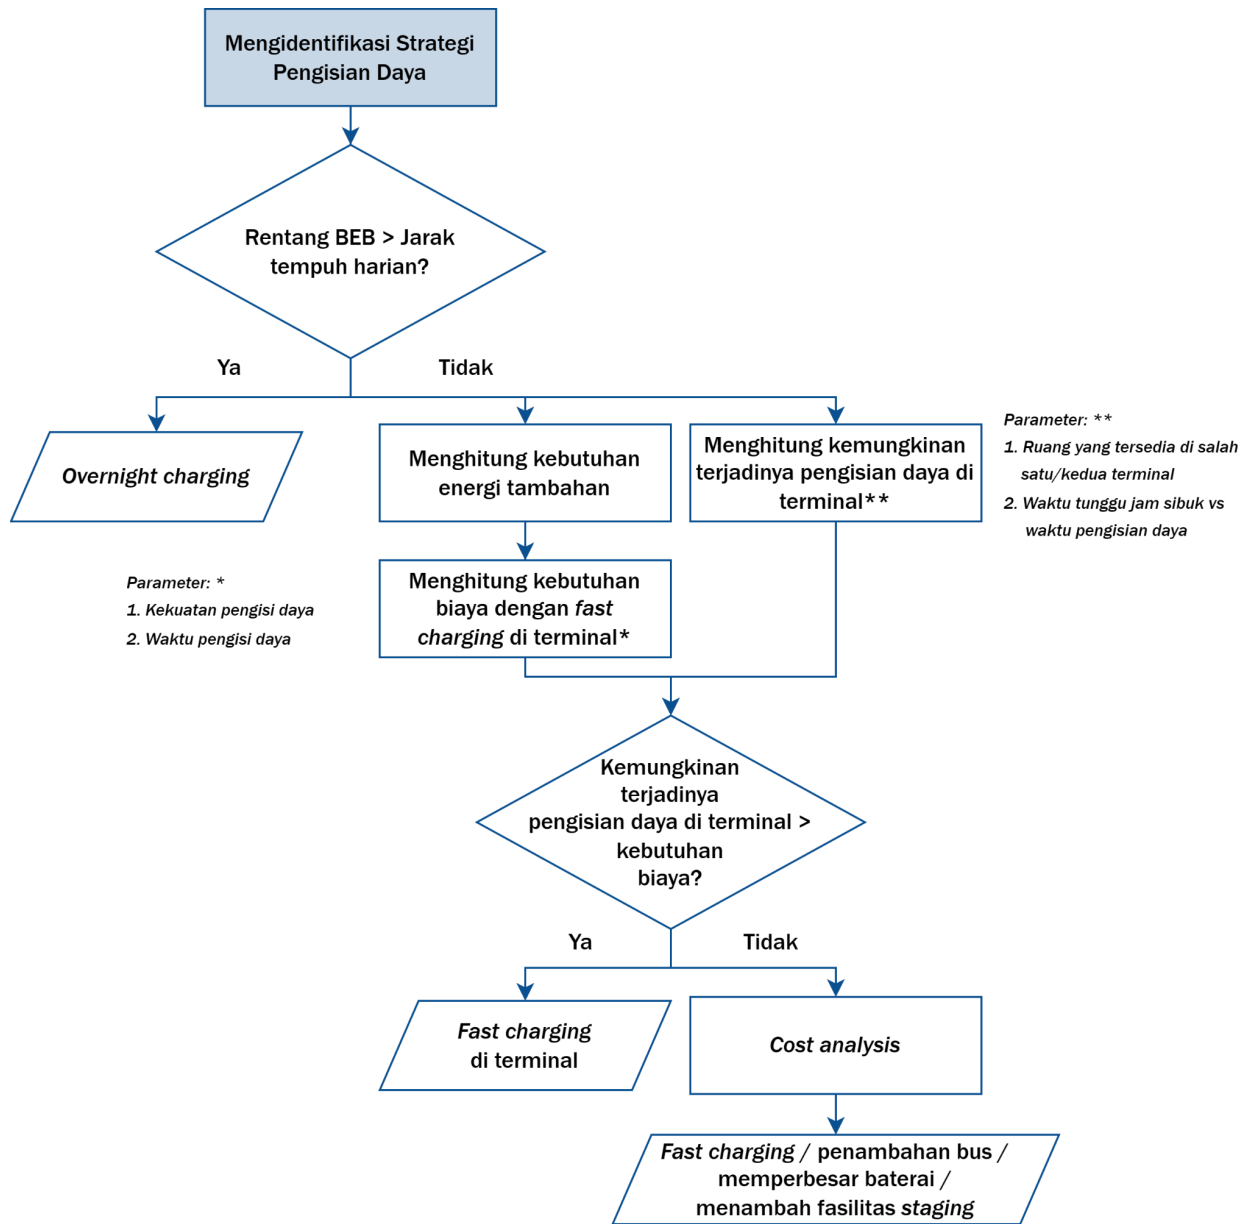 Mengidentifikasi Strategi
Pengisian Daya
Rentang BEB > Jarak
tempuh harian?
Ya
Tidak
Overnight charging
Menghitung kebutuhan
energi tambahan
Menghitung kemungkinan
terjadinya pengisian daya di
terminal**
Parameter: **
1. Ruang yang tersedia di salah
satu/kedua terminal
2. Waktu tunggu jam sibuk vs
waktu pengisian daya
Parameter: *
1. Kekuatan pengisi daya
2. Waktu pengisi daya
Menghitung kebutuhan
biaya dengan fast
charging di terminal*
Kemungkinan
terjadinya
pengisian daya di terminal >
kebutuhan
biaya?
Ya
Tidak
Fast charging
di terminal
Cost analysis
Fast charging / penambahan bus /
memperbesar baterai /
menambah fasilitas staging